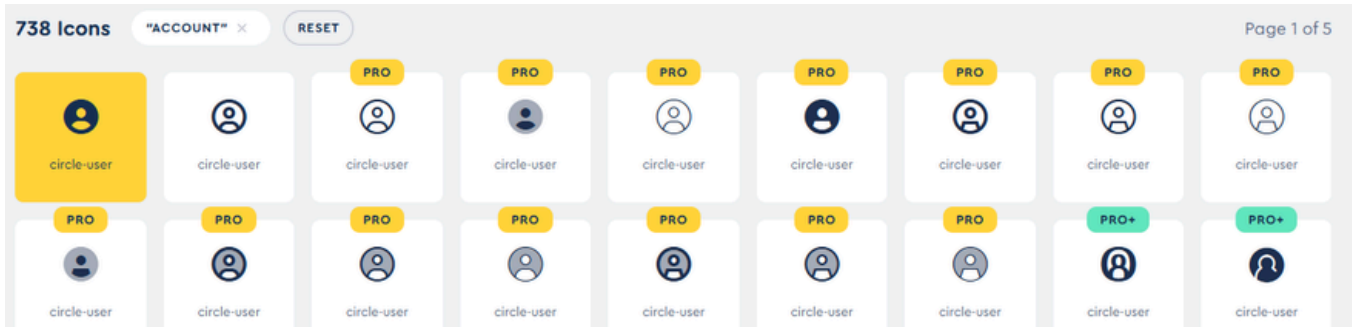 738 Icons "ACCOUNT" × RESET Page 1 of 5
PRO PRO PRO PRO PRO PRO PRO
circle-user circle-user circle-user circle-user circle-user circle-user circle-user circle-user circle-user
PRO PRO PRO PRO PRO PRO PRO PRO+ PRO+
circle-user circle-user circle-user circle-user circle-user circle-user circle-user circle-user circle-user